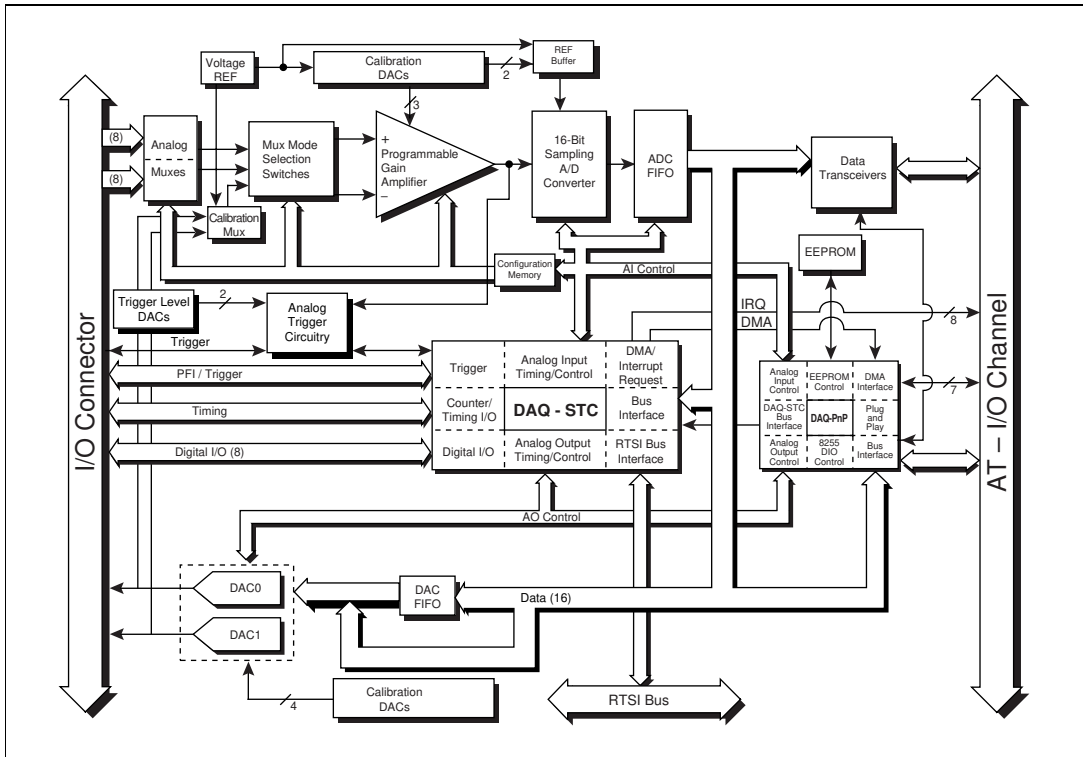 Voltage
REF
Calibration
DACs
2
REF
Buffer
3
(8)
(8)
Analog
Muxes
Mux Mode
Selection
Switches
+
Programmable
Gain
Amplifier
–
16-Bit
Sampling
A/D
Converter
ADC
FIFO
Data
Transceivers
Calibration
Mux
Configuration
Memory
AI Control
EEPROM
Trigger Level
DACs
2
Analog
Trigger
Circuitry
IRQ
DMA
8
Trigger
PFI / Trigger
Timing
Digital I/O (8)
I/O Connector
AT – I/O Channel
Trigger
Analog Input
Timing/Control
DMA/
Interrupt
Request
Counter/
Timing I/O
DAQ - STC
Bus
Interface
Digital I/O
Analog Output
Timing/Control
RTSI Bus
Interface
Analog
Input
Control
EEPROM
Control
DMA
Interface
DAQ-STC
Bus
Interface
DAQ-PnP
Plug
and
Play
Analog
Output
Control
8255
DIO
Control
Bus
Interface
7
AO Control
DAC0
DAC1
DAC
FIFO
Data (16)
4
Calibration
DACs
RTSI Bus